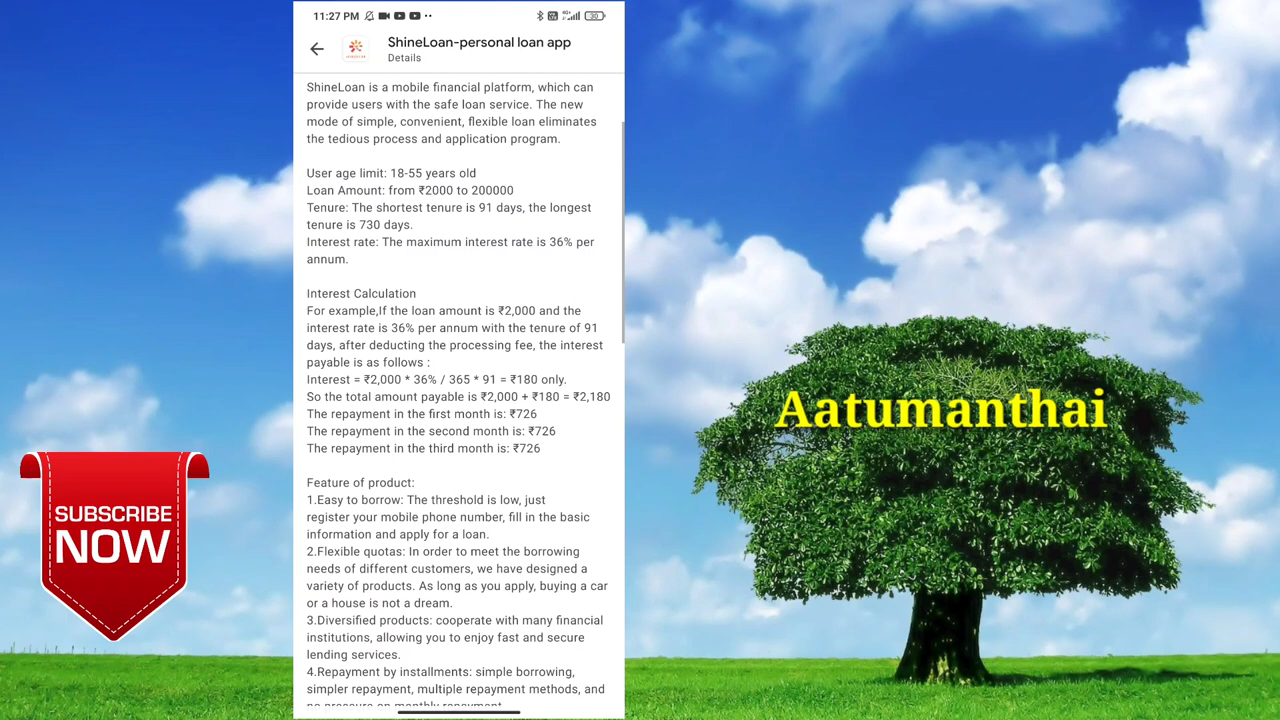 11:27 PM
30
ShineLoan-personal loan app
Details
ShineLoan is a mobile financial platform, which can
provide users with the safe loan service. The new
mode of simple, convenient, flexible loan eliminates
the tedious process and application program.
User age limit: 18-55 years old
Loan Amount: from ₹2000 to 200000
Tenure: The shortest tenure is 91 days, the longest
tenure is 730 days.
Interest rate: The maximum interest rate is 36% per
annum.
Interest Calculation
For example,If the loan amount is ₹2,000 and the
interest rate is 36% per annum with the tenure of 91
days, after deducting the processing fee, the interest
payable is as follows :
Interest = ₹2,000 * 36% / 365 * 91 = ₹180 only.
So the total amount payable is ₹2,000 + ₹180 = ₹2,180
The repayment in the first month is: ₹726
The repayment in the second month is: ₹726
The repayment in the third month is: ₹726
Feature of product:
1.Easy to borrow: The threshold is low, just
register your mobile phone number, fill in the basic
information and apply for a loan.
2.Flexible quotas: In order to meet the borrowing
needs of different customers, we have designed a
variety of products. As long as you apply, buying a car
or a house is not a dream.
3.Diversified products: cooperate with many financial
institutions, allowing you to enjoy fast and secure
lending services.
4.Repayment by installments: simple borrowing,
simpler repayment, multiple repayment methods, and
no pressure on monthly repayment
SUBSCRIBE
NOW
Aatumanthai